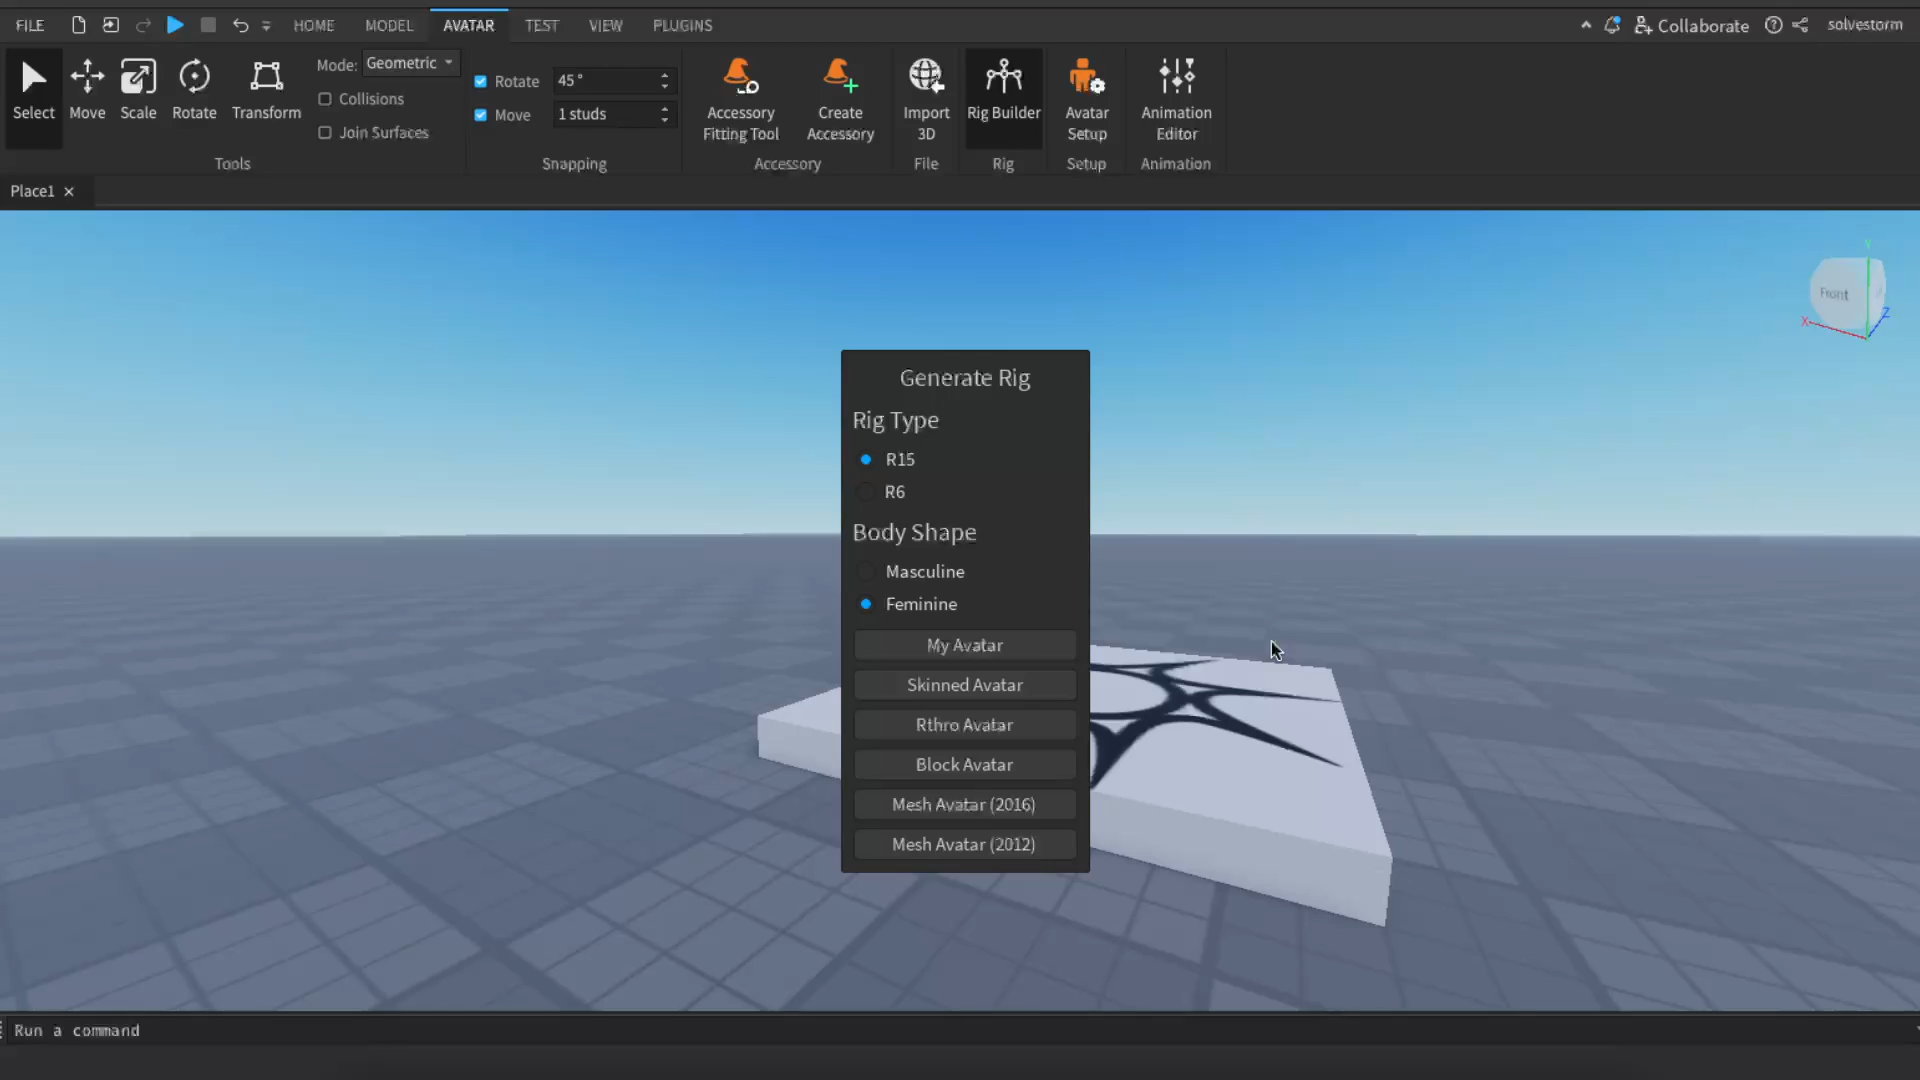 FILE HOME MODEL AVATAR TEST VIEW PLUGINS Collaborate solvestorm
Select Move Scale Rotate Transform
Mode: Geometric
Collisions
Join Surfaces
Rotate 45°
Move 1 studs
Accessory
Fitting Tool
Create
Accessory
Import
3D
Rig Builder
Avatar
Setup
Animation
Editor
Tools Snapping Accessory File Rig Setup Animation
Place1
Y
Front
X
Z
Generate Rig
Rig Type
R15
R6
Body Shape
Masculine
Feminine
My Avatar
Skinned Avatar
Rthro Avatar
Block Avatar
Mesh Avatar (2016)
Mesh Avatar (2012)
Run a command